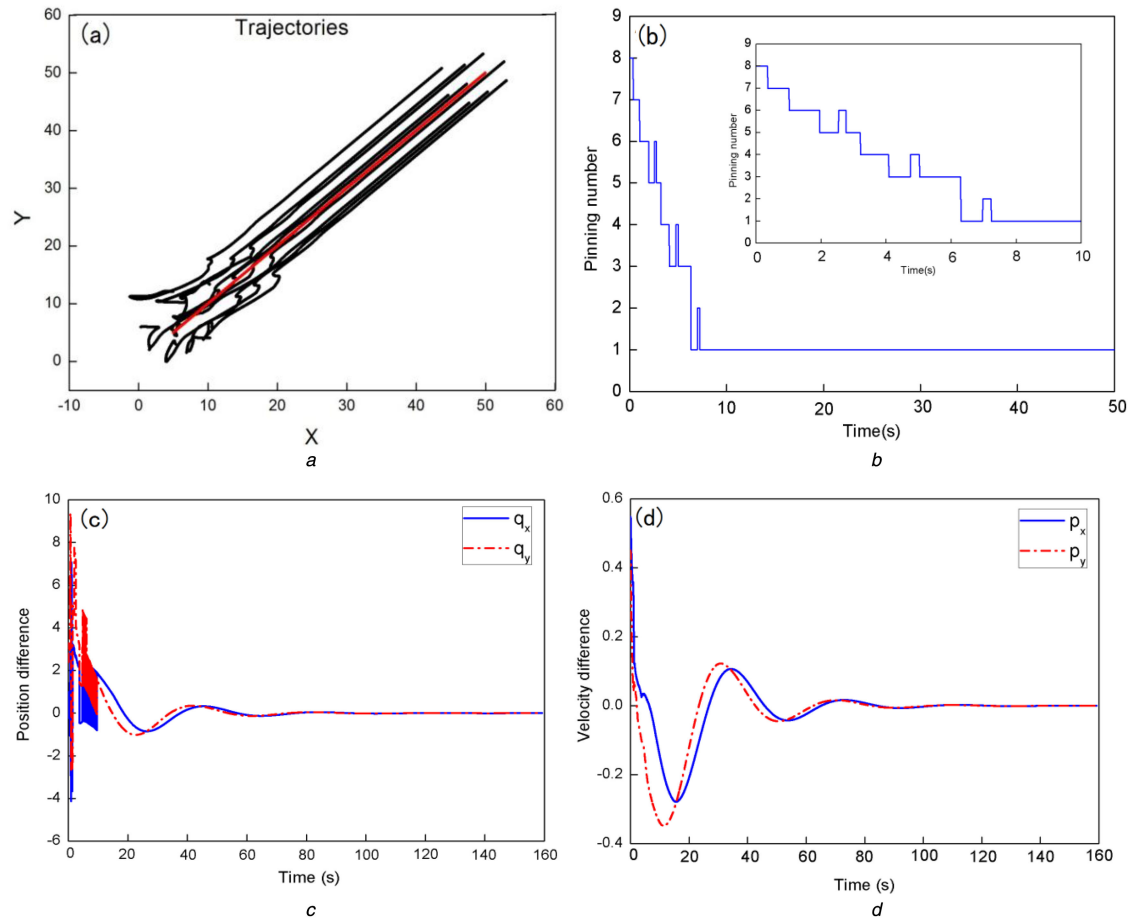 (a) Trajectories
60
50
40
30
20
10
0
Y
-10 0 10 20 30 40 50 60
X
a
(b)
9
8
7
6
5
4
3
2
1
Pinning number
0 10 20 30 40 50
Time(s)
9
8
7
6
5
4
3
2
1
0
Pinning number
0 2 4 6 8 10
Time(s)
b
(c)
10
8
6
4
2
0
-2
-4
-6
Position difference
qx
qy
0 20 40 60 80 100 120 140 160
Time (s)
c
(d)
0.6
0.4
0.2
0.0
-0.2
-0.4
Velocity difference
px
py
0 20 40 60 80 100 120 140 160
Time (s)
d